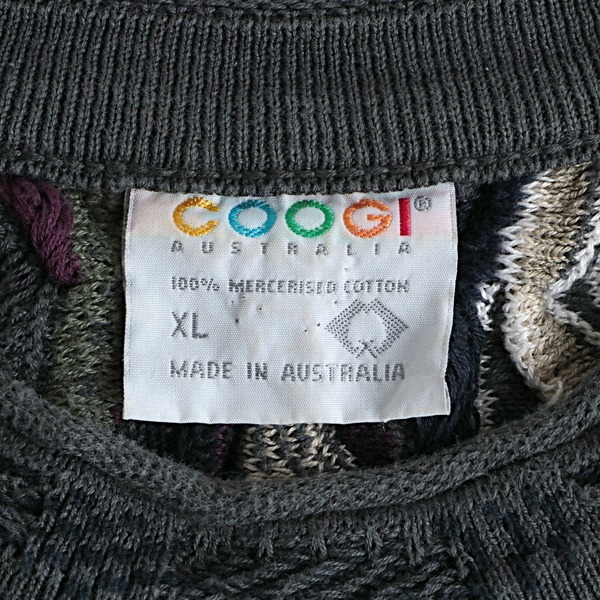 COOGI®
AUSTRALIA
100% MERCERISED COTTON
XL
MADE IN AUSTRALIA